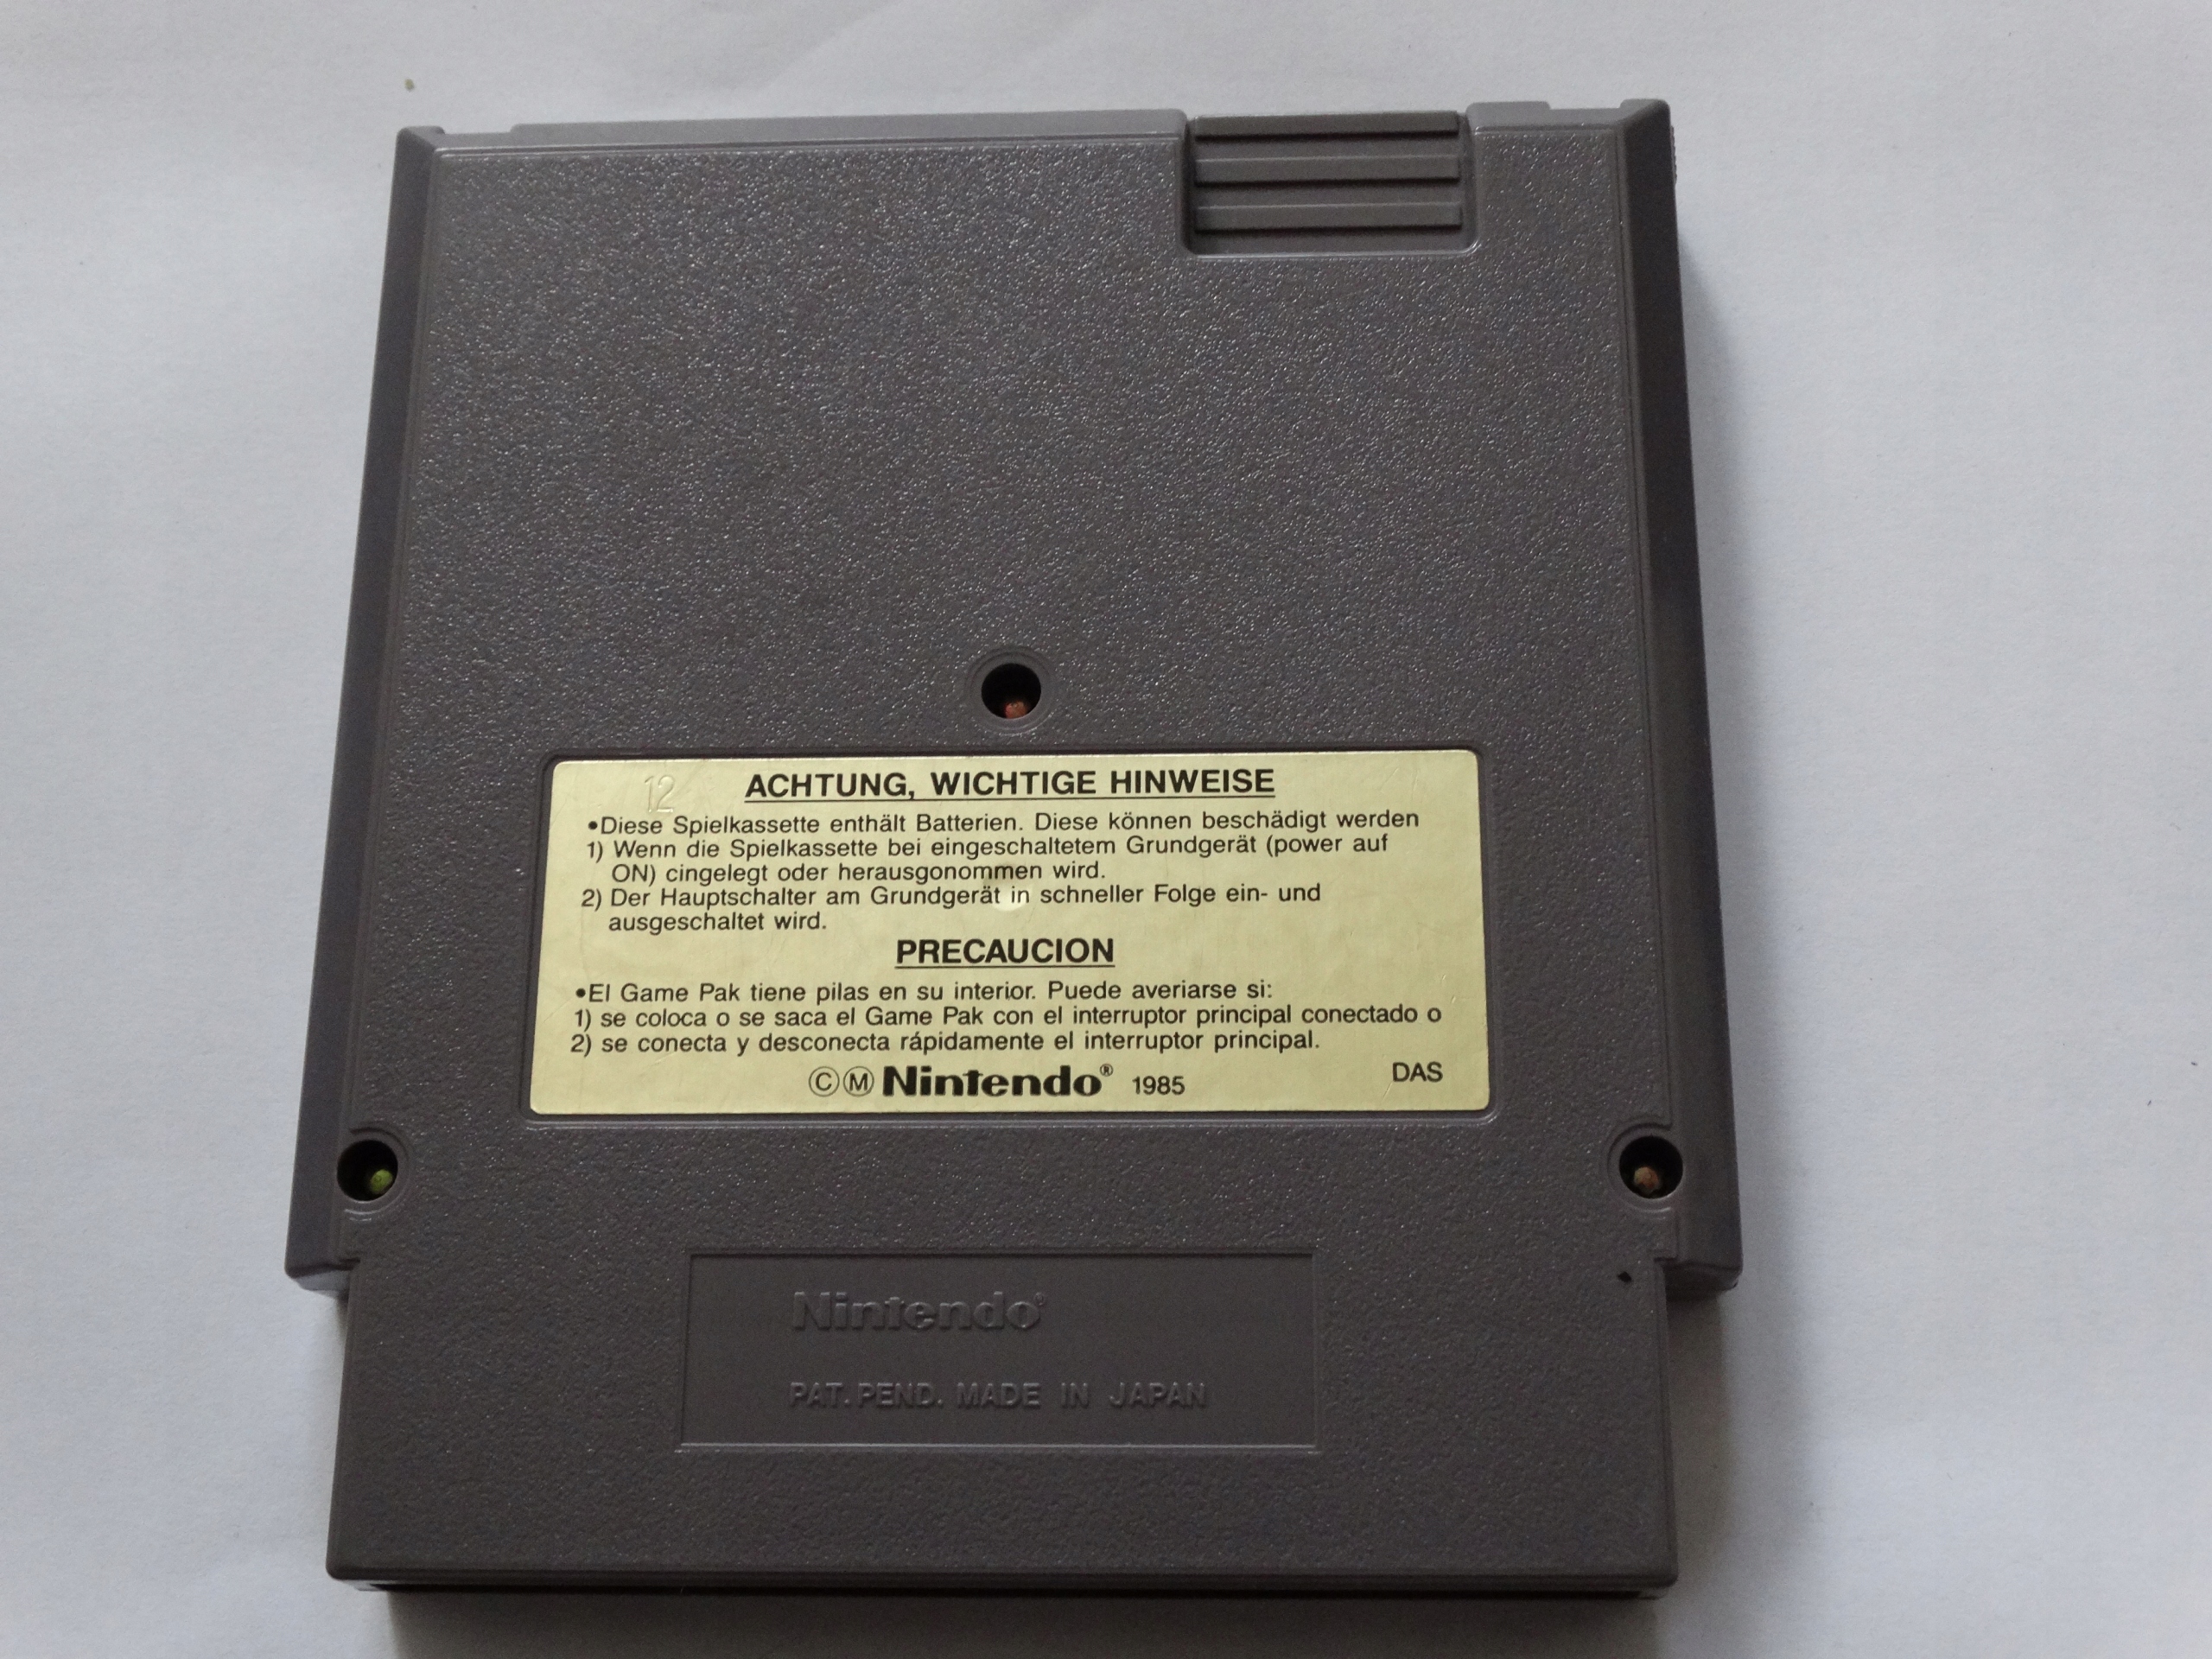 12
ACHTUNG, WICHTIGE HINWEISE
•Diese Spielkassette enthält Batterien. Diese können beschädigt werden
1) Wenn die Spielkassette bei eingeschaltetem Grundgerät (power auf
ON) cingelegt oder herausgonommen wird.
2) Der Hauptschalter am Grundgerät in schneller Folge ein- und
ausgeschaltet wird.
PRECAUCION
•El Game Pak tiene pilas en su interior. Puede averiarse si:
1) se coloca o se saca el Game Pak con el interruptor principal conectado o
2) se conecta y desconecta rápidamente el interruptor principal.
ⒸⓂ Nintendo® 1985 DAS
Nintendo®
PAT. PEND. MADE IN JAPAN